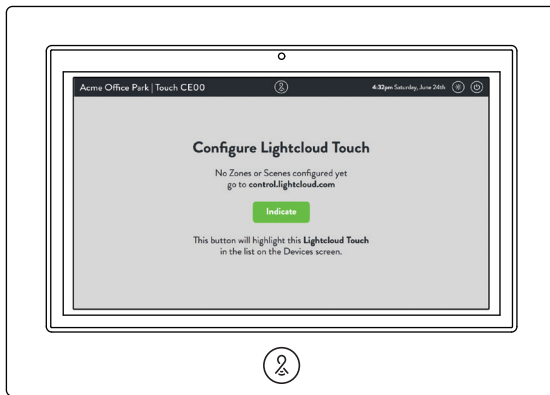 Acme Office Park | Touch CE00
4:32pm Saturday, June 24th
Configure Lightcloud Touch
No Zones or Scenes configured yet
go to control.lightcloud.com
Indicate
This button will highlight this Lightcloud Touch
in the list on the Devices screen.